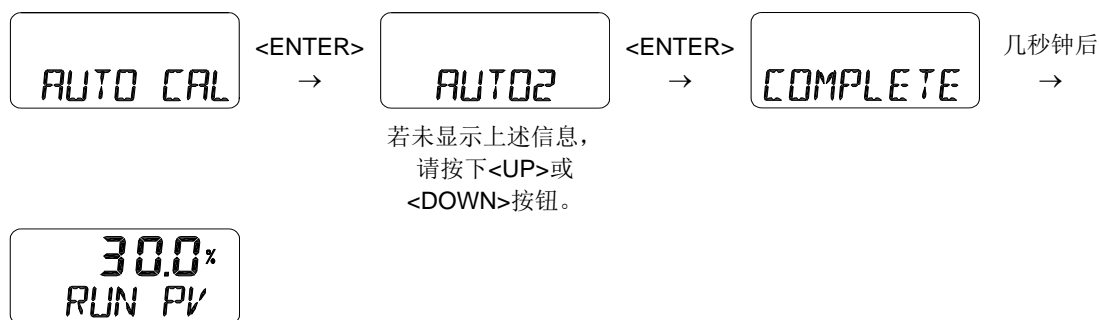 <ENTER>
<ENTER>
几秒钟后
AUTO CAL
→
AUTO2
→
COMPLETE
→
若未显示上述信息，
请按下<UP>或
<DOWN>按钮。
30.0%
RUN PV